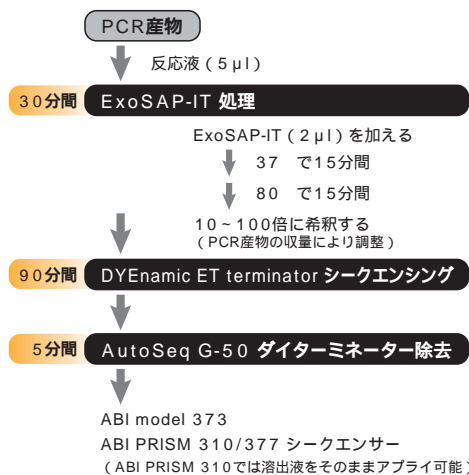 PCR産物
反応液(5μl)
30分間 ExoSAP-IT 処理
ExoSAP-IT(2μl)を加える
37 で15分間
80 で15分間
10~100倍に希釈する
(PCR産物の収量により調整)
90分間 DYEnamic ET terminator シークエンシング
5分間 AutoSeq G-50 ダイターミネーター除去
ABI model 373
ABI PRISM 310/377 シークエンサー
(ABI PRISM 310では溶出液をそのままアプライ可能)